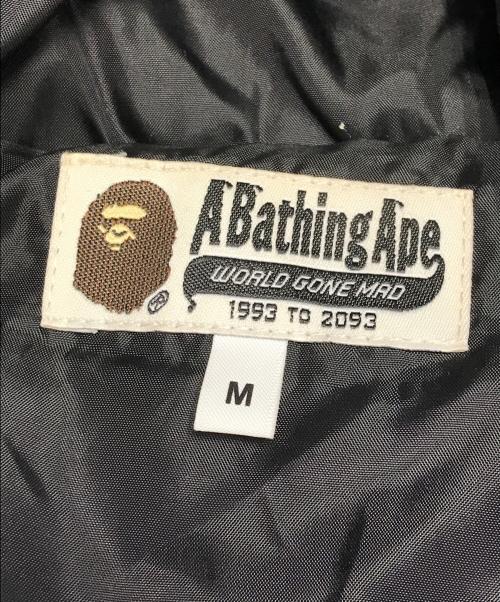 A Bathing Ape
WORLD GONE MAD
1993 TO 2093
®
M